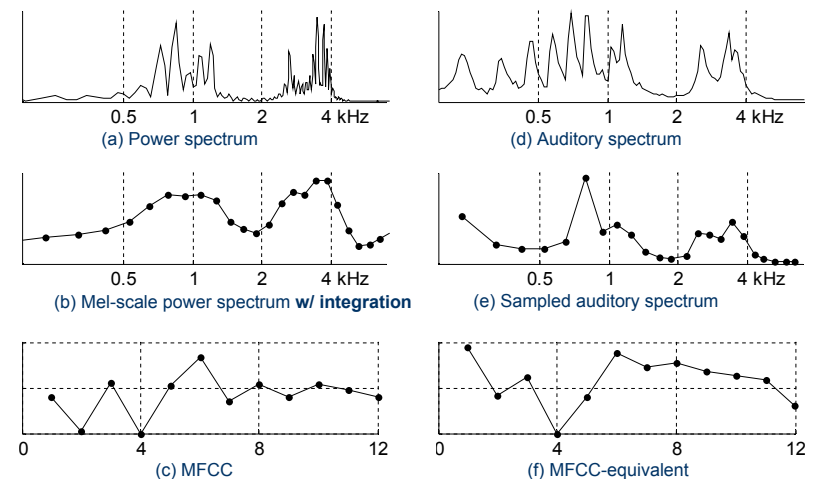 0.5 1 2 4 kHz
(a) Power spectrum
0.5 1 2 4 kHz
(d) Auditory spectrum
0.5 1 2 4 kHz
(b) Mel-scale power spectrum w/ integration
0.5 1 2 4 kHz
(e) Sampled auditory spectrum
0 4 8 12
(c) MFCC
0 4 8 12
(f) MFCC-equivalent